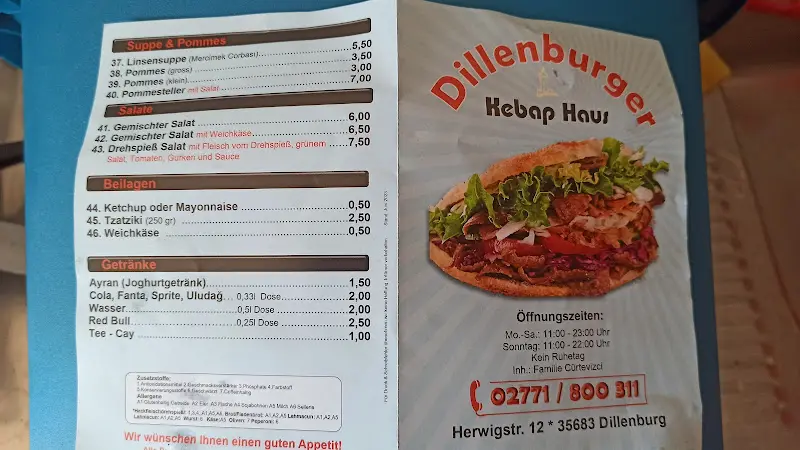 Suppe & Pommes
37. Linsensuppe (Mercimek Corbasi) 5,50
38. Pommes (gross) 3,50
39. Pommes (klein) 3,00
40. Pommesteller mit Salat 7,00
Salate
41. Gemischter Salat 6,00
42. Gemischter Salat mit Weichkäse 6,50
43. Drehspieß Salat mit Fleisch vom Drehspieß, grünem 7,50
Salat, Tomaten, Gurken und Sauce
Beilagen
44. Ketchup oder Mayonnaise 0,50
45. Tzatziki (250 gr) 2,50
46. Weichkäse 0,50
Getränke
Ayran (Joghurtgetränk) 1,50
Cola, Fanta, Sprite, Uludağ 0,33l Dose 2,00
Wasser 0,5l Dose 2,00
Red Bull 0,25l Dose 2,50
Tee - Cay 1,00
Zusatzstoffe:
Allergene
Wir wünschen Ihnen einen guten Appetit!
Dillenburger
Kebap Haus
Öffnungszeiten:
Mo.-Sa.: 11:00 - 23:00 Uhr
Sonntag: 11:00 - 22:00 Uhr
Kein Ruhetag
Inh.: Familie Cürtevizci
02771 / 800 311
Herwigstr. 12 * 35683 Dillenburg